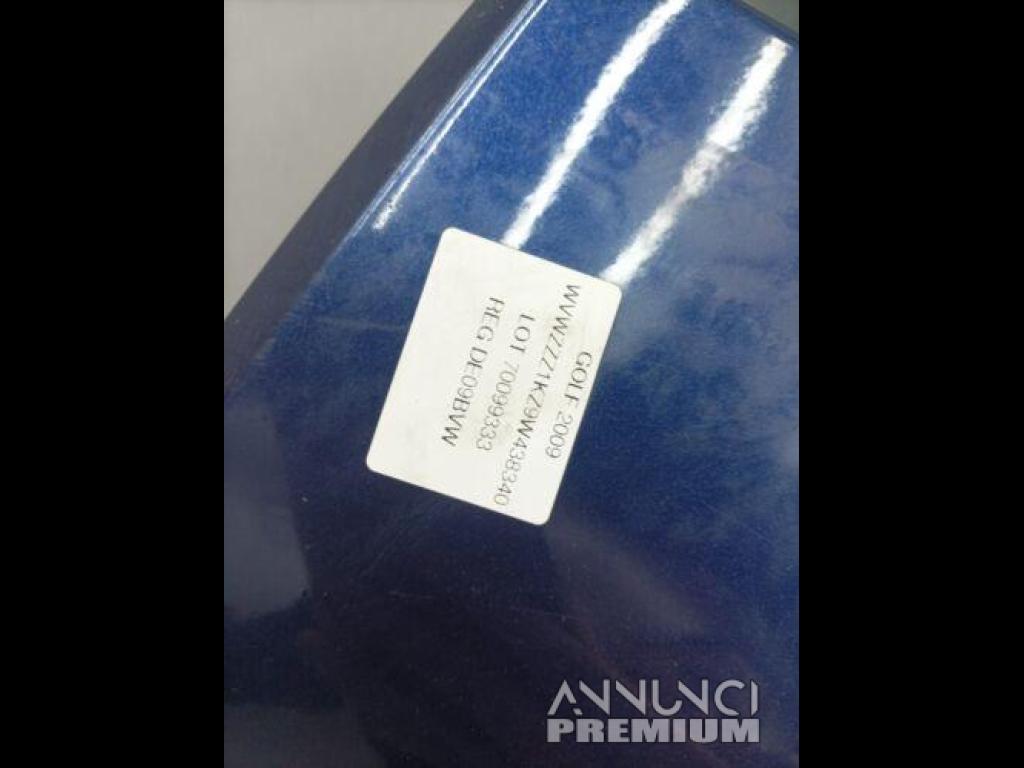 GOLF 2009
WVWZZZ1KZ9W438340
LOT 70099333
REG DE09BVW
ANNUNCI
PREMIUM